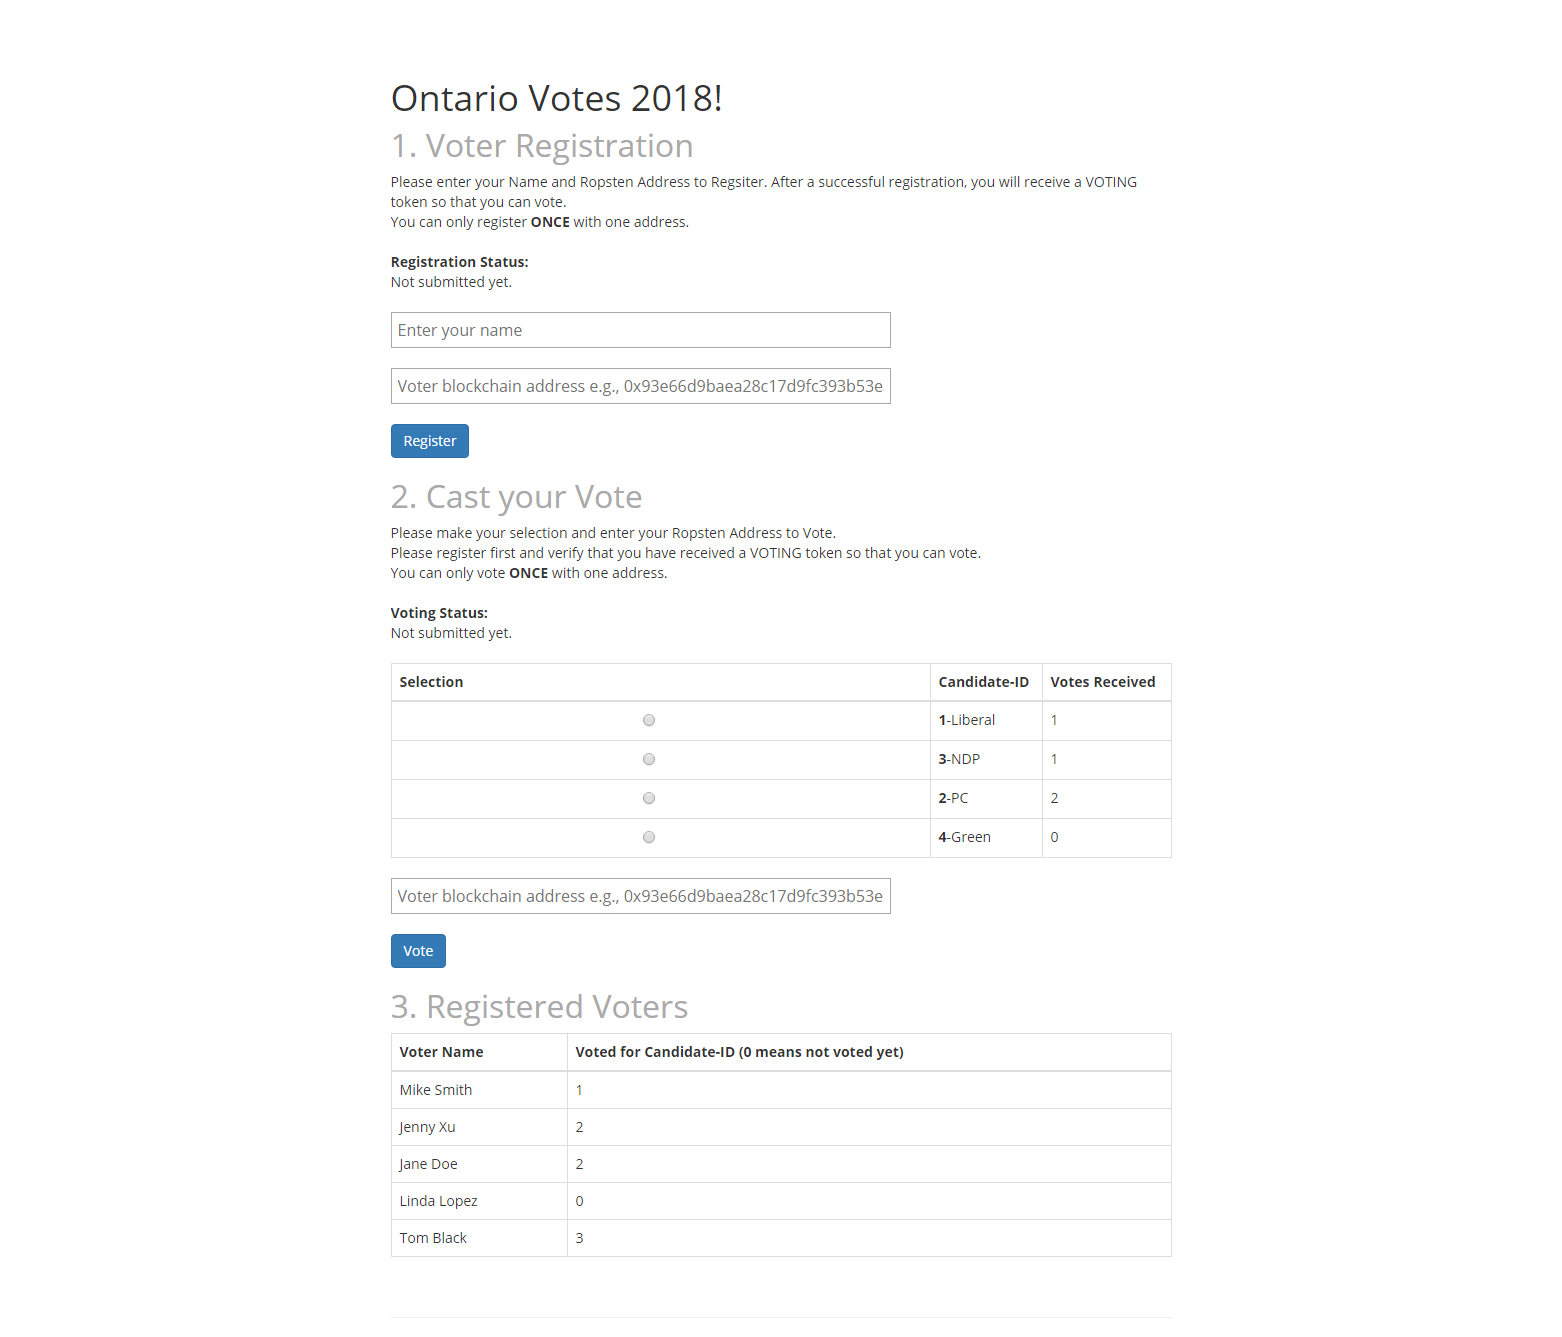 Ontario Votes 2018!
1. Voter Registration
Please enter your Name and Ropsten Address to Regsiter. After a successful registration, you will receive a VOTING
token so that you can vote.
You can only register ONCE with one address.
Registration Status:
Not submitted yet.
Enter your name
Voter blockchain address e.g., 0x93e66d9baea28c17d9fc393b53e
Register
2. Cast your Vote
Please make your selection and enter your Ropsten Address to Vote.
Please register first and verify that you have received a VOTING token so that you can vote.
You can only vote ONCE with one address.
Voting Status:
Not submitted yet.
Selection Candidate-ID Votes Received
1-Liberal 1
3-NDP 1
2-PC 2
4-Green 0
Voter blockchain address e.g., 0x93e66d9baea28c17d9fc393b53e
Vote
3. Registered Voters
Voter Name Voted for Candidate-ID (0 means not voted yet)
Mike Smith 1
Jenny Xu 2
Jane Doe 2
Linda Lopez 0
Tom Black 3